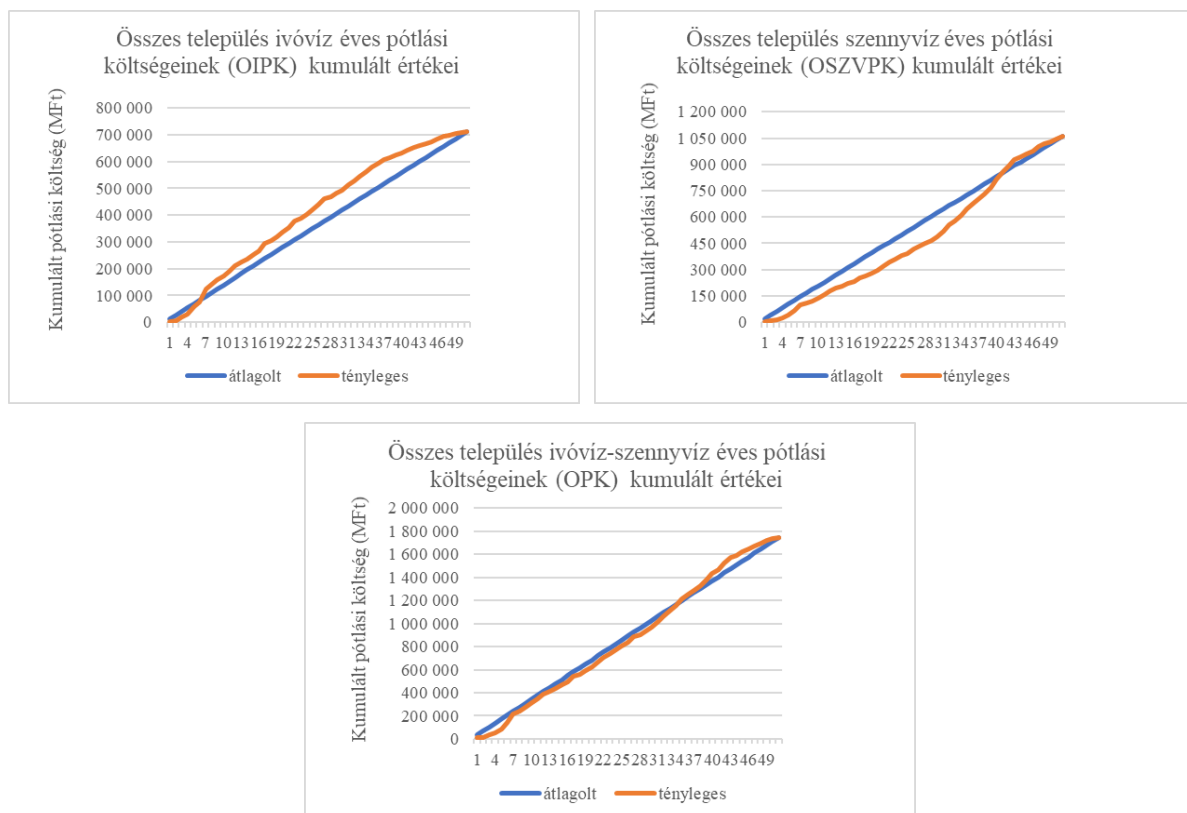 Összes település ivóvíz éves pótlási
költségeinek (OIPK) kumulált értékei
Kumulált pótlási költség (MFt)
800 000
700 000
600 000
500 000
400 000
300 000
200 000
100 000
0
1 4 7 10 13 16 19 22 25 28 31 34 37 40 43 46 49
átlagolt tényleges
Összes település szennyvíz éves pótlási
költségeinek (OSZVPK) kumulált értékei
Kumulált pótlási költség (MFt)
1 200 000
1 050 000
900 000
750 000
600 000
450 000
300 000
150 000
0
1 4 7 10 13 16 19 22 25 28 31 34 37 40 43 46 49
átlagolt tényleges
Összes település ivóvíz-szennyvíz éves pótlási
költségeinek (OPK) kumulált értékei
Kumulált pótlási költség (MFt)
2 000 000
1 800 000
1 600 000
1 400 000
1 200 000
1 000 000
800 000
600 000
400 000
200 000
0
1 4 7 10 13 16 19 22 25 28 31 34 37 40 43 46 49
átlagolt tényleges